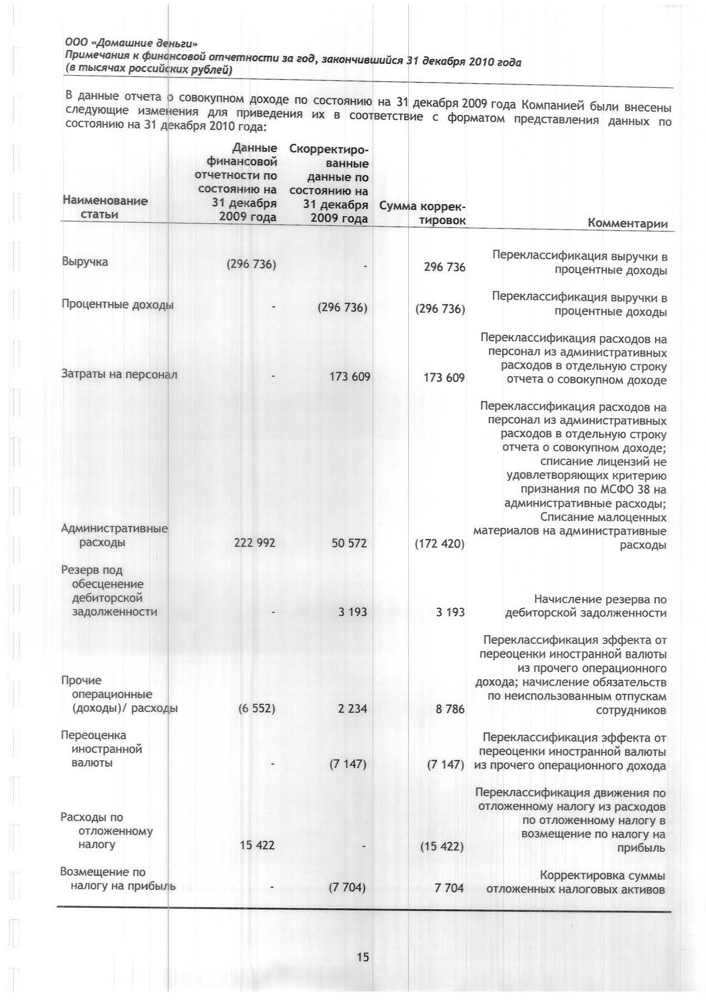 ООО «Домашние деньги»
Примечания к финансовой отчетности за год, закончившийся 31 декабря 2010 года
(в тысячах российских рублей)
В данные отчета о совокупном доходе по состоянию на 31 декабря 2009 года Компанией были внесены
следующие изменения для приведения их в соответствие с форматом представления данных по
состоянию на 31 декабря 2010 года:
Наименование
статьи
Данные
финансовой
отчетности по
состоянию на
31 декабря
2009 года
Скорректиро-
ванные
данные по
состоянию на
31 декабря
2009 года
Сумма коррек-
тировок
Комментарии
Выручка (296 736) - 296 736
Переклассификация выручки в
процентные доходы
Процентные доходы - (296 736) (296 736)
Переклассификация выручки в
процентные доходы
Затраты на персонал - 173 609 173 609
Переклассификация расходов на
персонал из административных
расходов в отдельную строку
отчета о совокупном доходе
Административные
расходы 222 992 50 572 (172 420)
Переклассификация расходов на
персонал из административных
расходов в отдельную строку
отчета о совокупном доходе;
списание лицензий не
удовлетворяющих критерию
признания по МСФО 38 на
административные расходы;
Списание малоценных
материалов на административные
расходы
Резерв под
обесценение
дебиторской
задолженности - 3 193 3 193
Начисление резерва по
дебиторской задолженности
Прочие
операционные
(доходы)/ расходы (6 552) 2 234 8 786
Переклассификация эффекта от
переоценки иностранной валюты
из прочего операционного
дохода; начисление обязательств
по неиспользованным отпускам
сотрудников
Переоценка
иностранной
валюты - (7 147) (7 147)
Переклассификация эффекта от
переоценки иностранной валюты
из прочего операционного дохода
Расходы по
отложенному
налогу 15 422 - (15 422)
Переклассификация движения по
отложенному налогу из расходов
по отложенному налогу в
возмещение по налогу на
прибыль
Возмещение по
налогу на прибыль - (7 704) 7 704
Корректировка суммы
отложенных налоговых активов
15